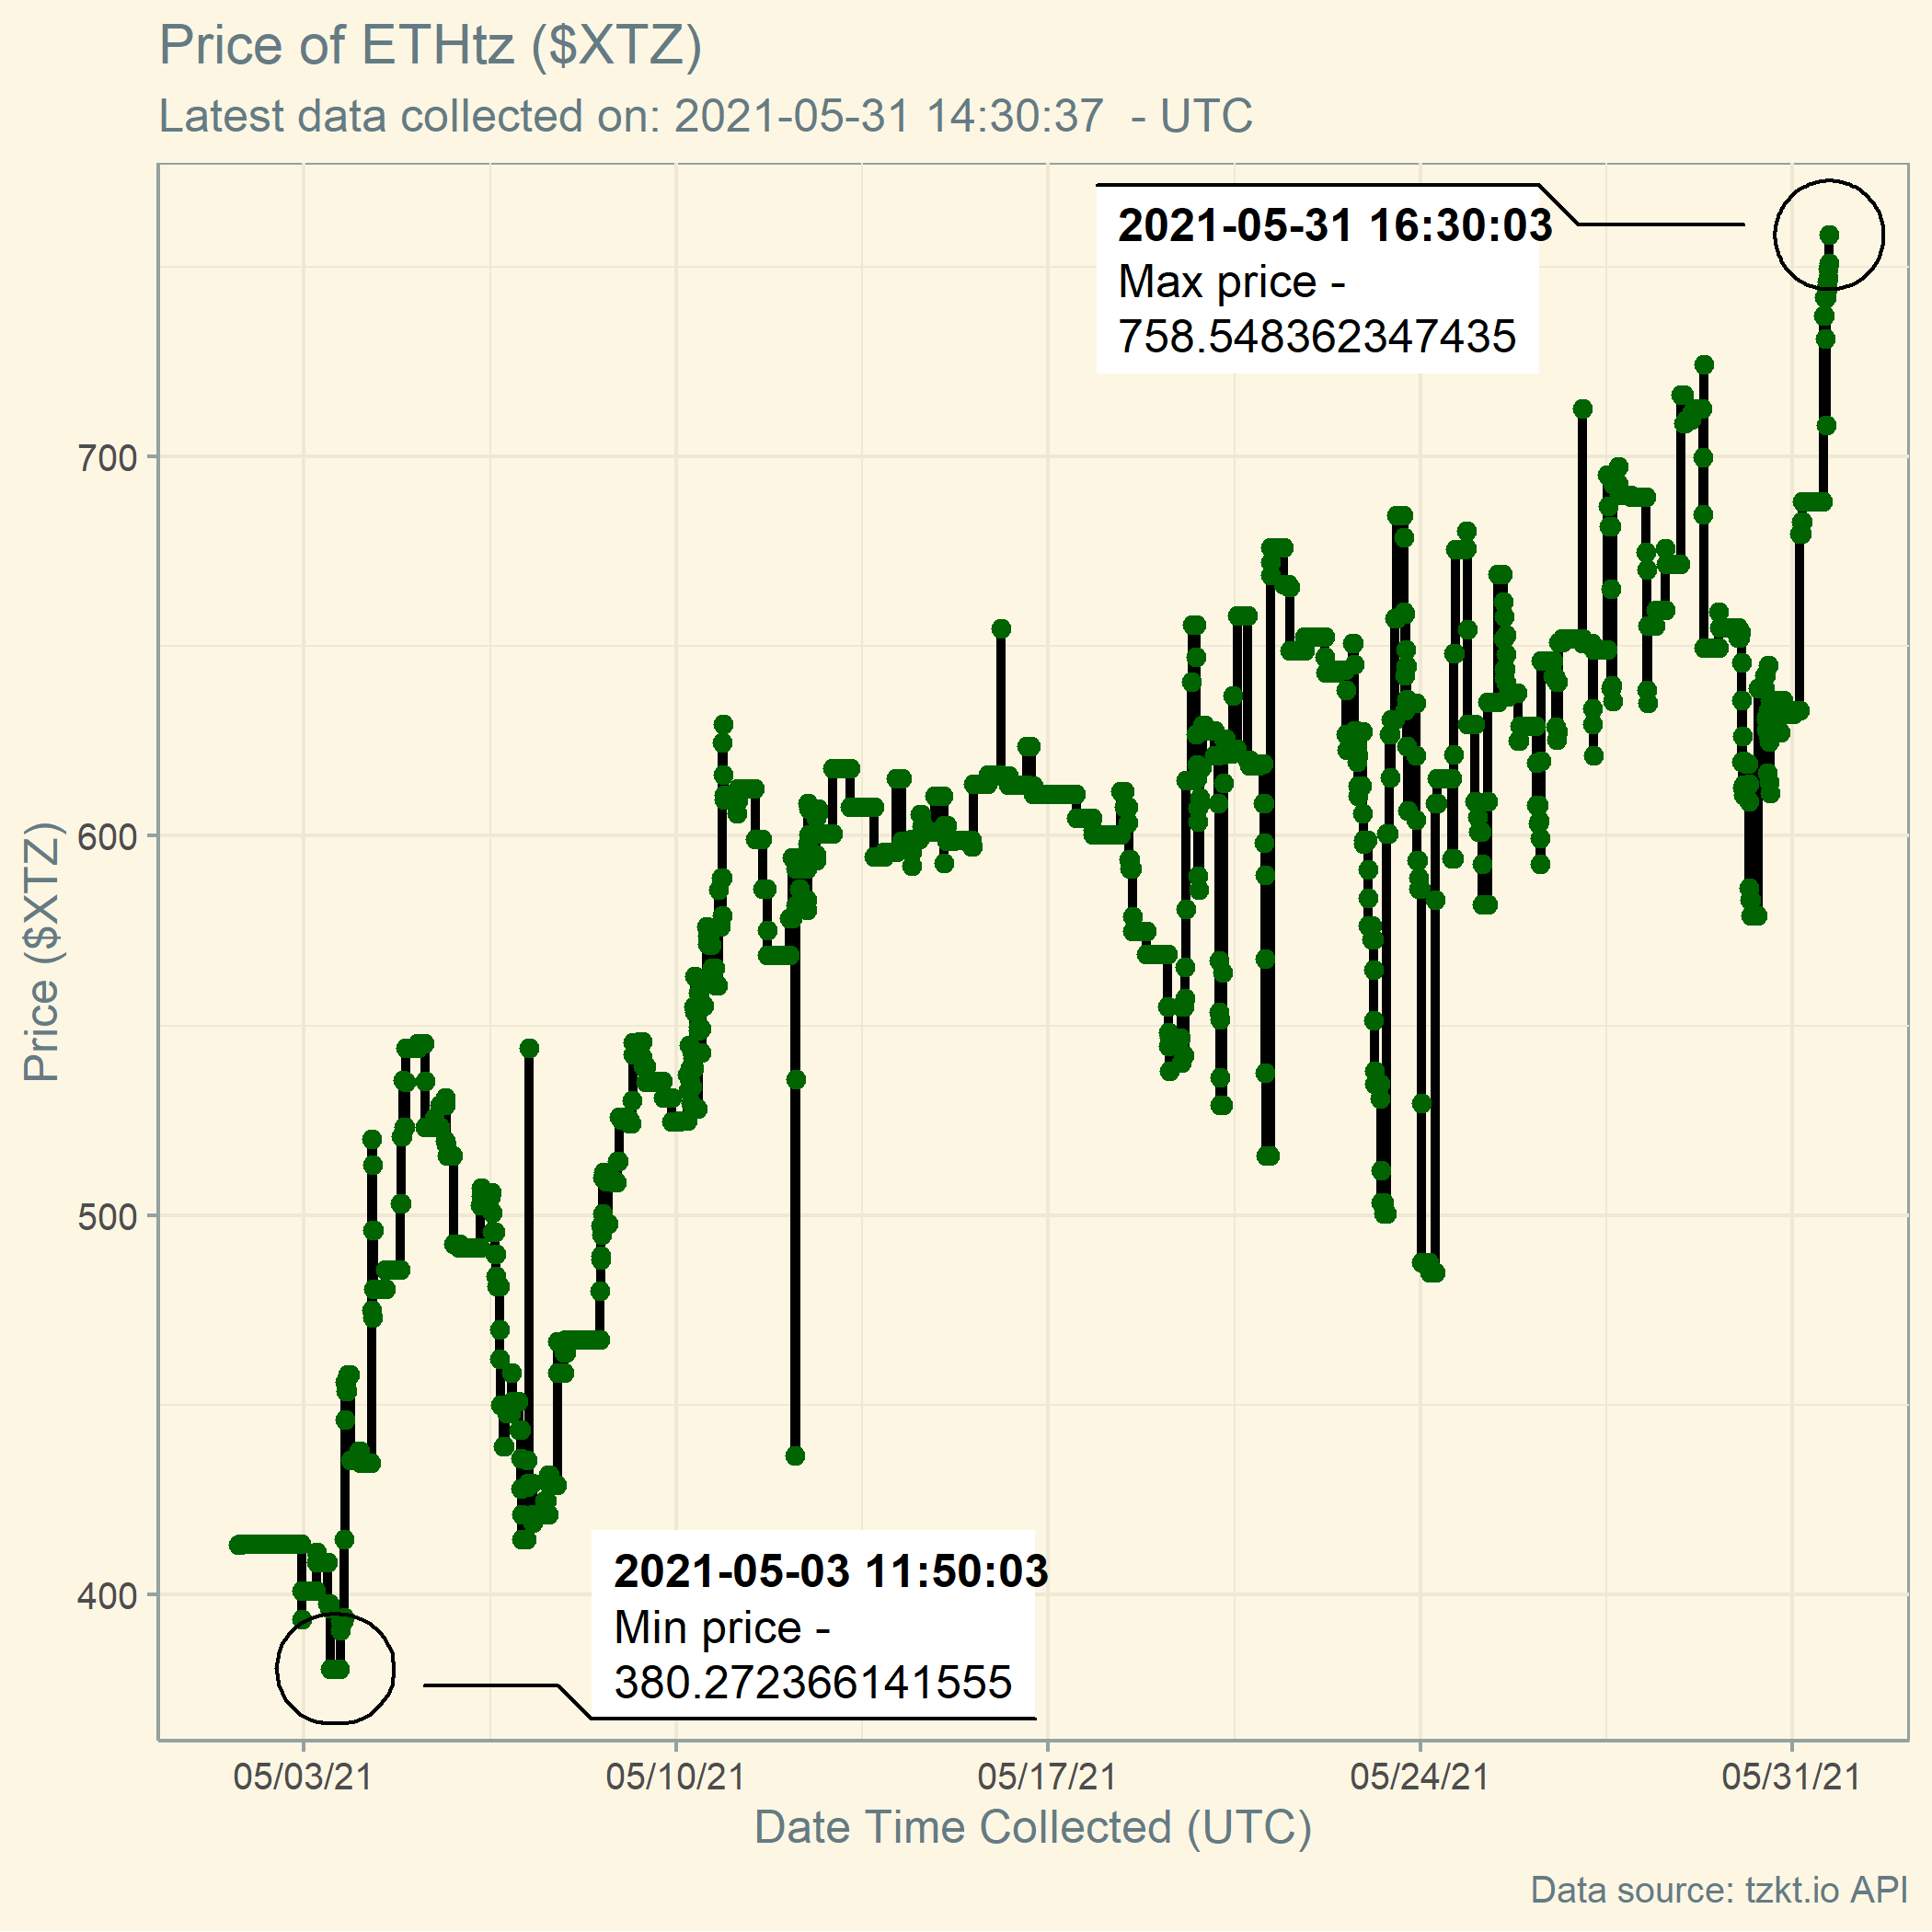 Price of ETHtz ($XTZ)
Latest data collected on: 2021-05-31 14:30:37  - UTC
2021-05-31 16:30:03
Max price -
758.548362347435
700
600
500
400
Price ($XTZ)
2021-05-03 11:50:03
Min price -
380.272366141555
05/03/21
05/10/21
05/17/21
05/24/21
05/31/21
Date Time Collected (UTC)
Data source: tzkt.io API